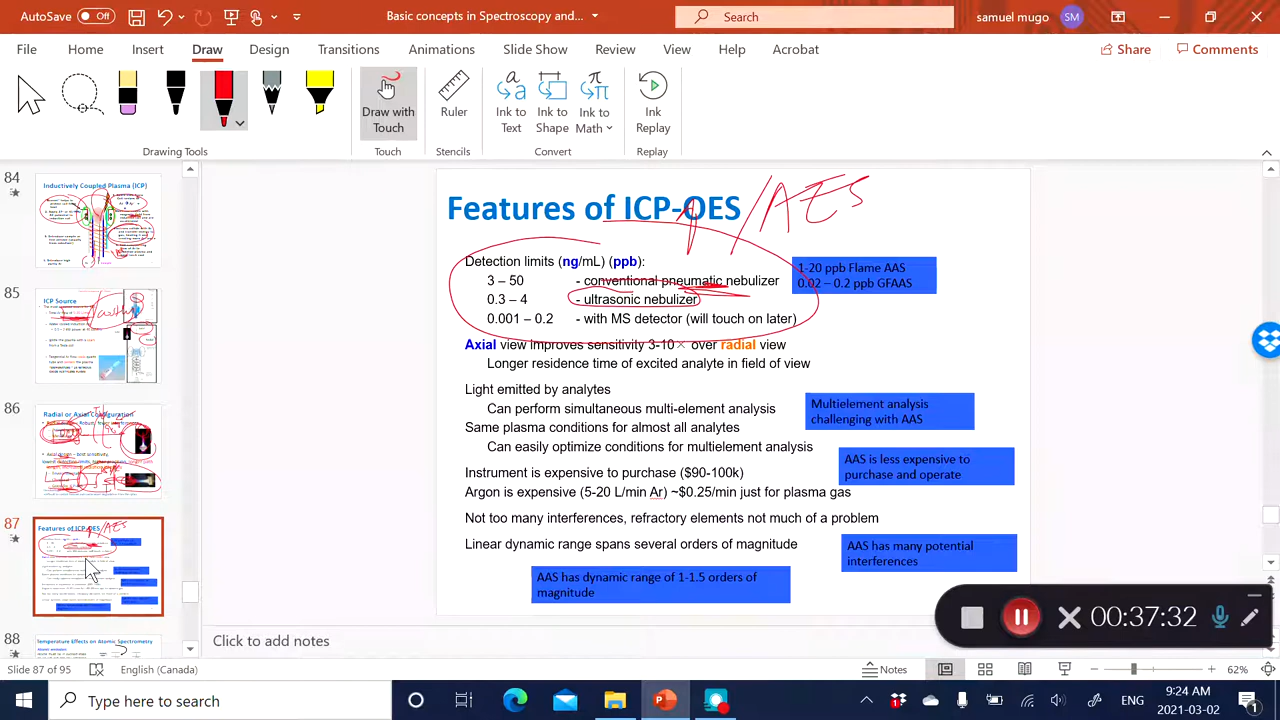 AutoSave Off
Basic concepts in Spectroscopy and...
Search
samuel mugo
SM
File Home Insert Draw Design Transitions Animations Slide Show Review View Help Acrobat
Share Comments
Draw with Touch
Ruler
Ink to Text
Ink to Shape
Ink to Math
Ink Replay
Drawing Tools
Touch
Stencils
Convert
Replay
84
Inductively Coupled Plasma (ICP)
85
ICP Source
86
Radial or Axial Configuration
87
Features of ICP-OES /AES
88
Temperature Effects on Atomic Spectrometry
Features of ICP-OES /AES
Detection limits (ng/mL) (ppb):
3 – 50 - conventional pneumatic nebulizer
– 4 - ultrasonic nebulizer
– 0.2 - with MS detector (will touch on later)
1-20 ppb Flame AAS
0.02 – 0.2 ppb GFAAS
Axial view improves sensitivity 3-10× over radial view
residence time of excited analyte in field of view
Light emitted by analytes
Can perform simultaneous multi-element analysis
Multielement analysis
challenging with AAS
Same plasma conditions for almost all analytes
Can easily optimize conditions for multielement analysis
AAS is less expensive to
purchase and operate
Instrument is expensive to purchase ($90-100k)
Argon is expensive (5-20 L/min Ar) ~$0.25/min just for plasma gas
Not too many interferences, refractory elements not much of a problem
Linear dynamic range spans several orders of magnitude
AAS has many potential
interferences
AAS has dynamic range of 1-1.5 orders of
magnitude
00:37:32
Click to add notes
Slide 87 of 95
English (Canada)
Notes
62%
Type here to search
ENG
9:24 AM
2021-03-02
1